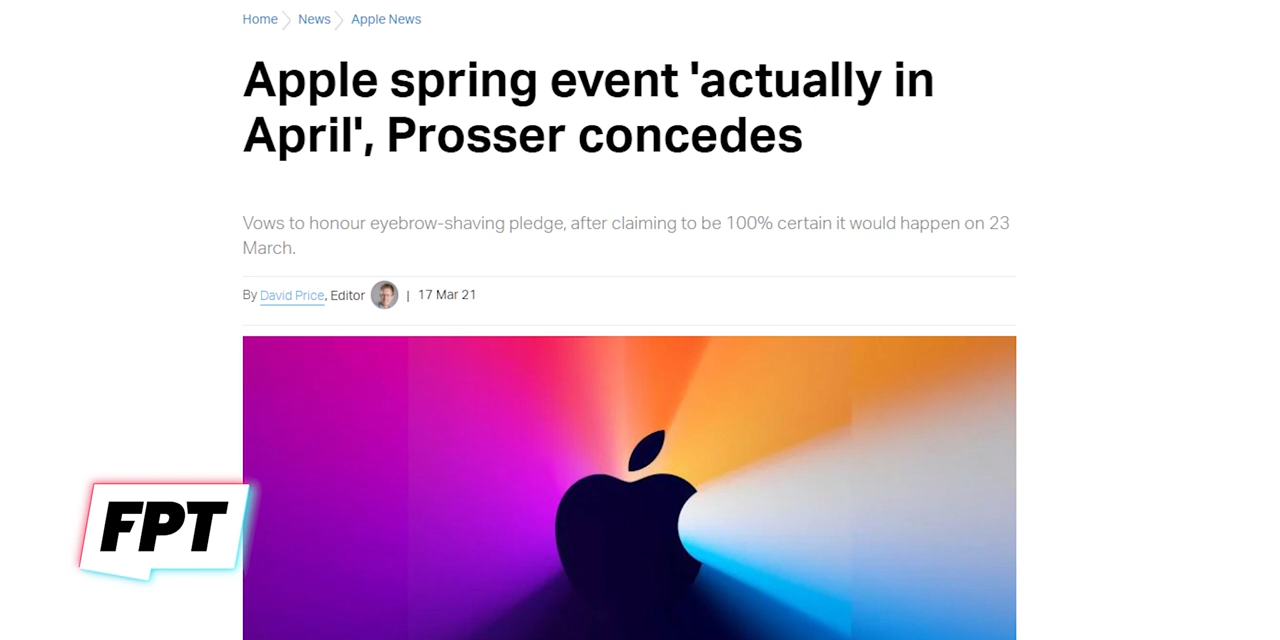 Home News Apple News
Apple spring event 'actually in
April', Prosser concedes
Vows to honour eyebrow-shaving pledge, after claiming to be 100% certain it would happen on 23
March.
By David Price, Editor | 17 Mar 21
FPT